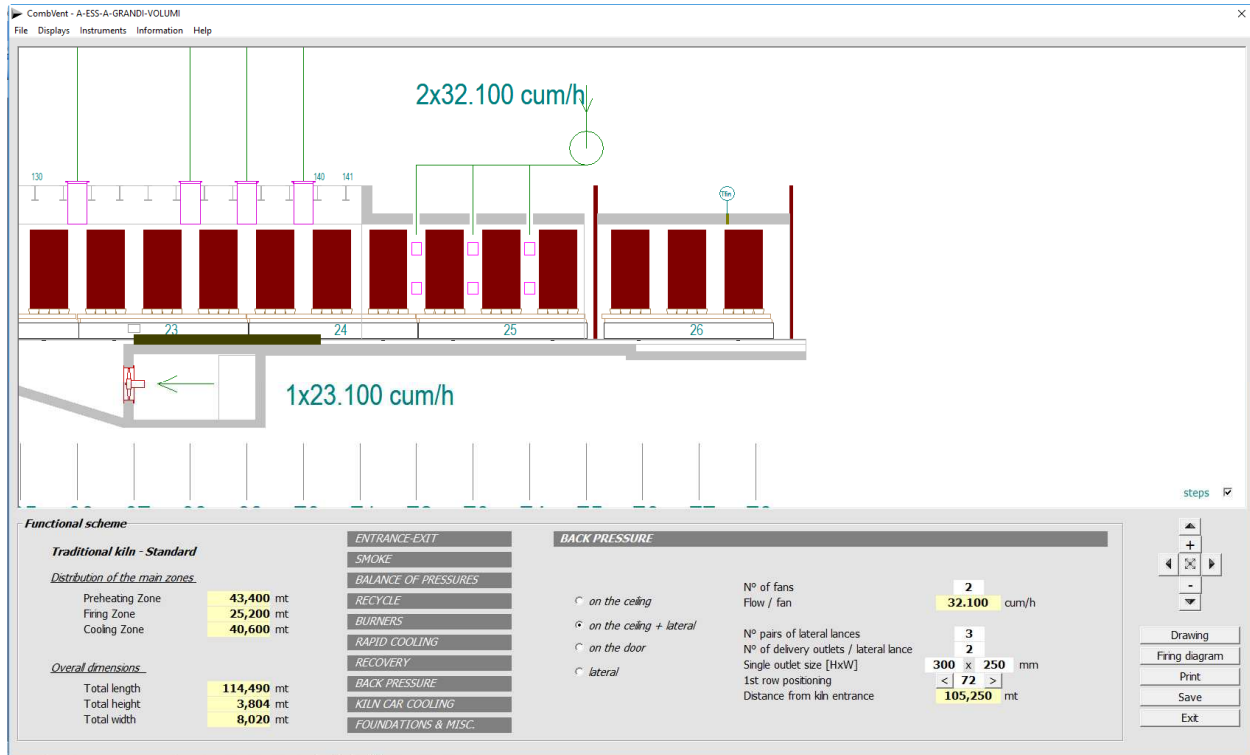 CombVent - A-ESS-A-GRANDI-VOLUMI
File Displays Instruments Information Help
2x32.100 cum/h
130 140 141
Tfin
23 24 25 26
1x23.100 cum/h
steps
Functional scheme
Traditional kiln - Standard
Distribution of the main zones
Preheating Zone 43,400 mt
Firing Zone 25,200 mt
Cooling Zone 40,600 mt
Overall dimensions
Total length 114,490 mt
Total height 3,804 mt
Total width 8,020 mt
ENTRANCE-EXIT
SMOKE
BALANCE OF PRESSURES
RECYCLE
BURNERS
RAPID COOLING
RECOVERY
BACK PRESSURE
KILN CAR COOLING
FOUNDATIONS & MISC.
BACK PRESSURE
on the ceiling
on the ceiling + lateral
on the door
lateral
N° of fans 2
Flow / fan 32.100 cum/h
N° pairs of lateral lances 3
N° of delivery outlets / lateral lance 2
Single outlet size [HxW] 300 x 250 mm
1st row positioning < 72 >
Distance from kiln entrance 105,250 mt
+
-
Drawing
Firing diagram
Print
Save
Exit